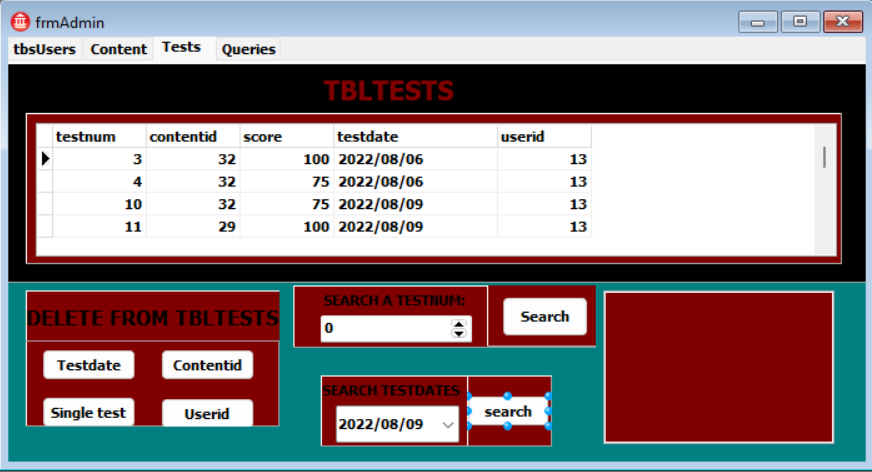 frmAdmin
tbsUsers Content Tests Queries
TBLTESTS
testnum contentid score testdate userid
3 32 100 2022/08/06 13
4 32 75 2022/08/06 13
10 32 75 2022/08/09 13
11 29 100 2022/08/09 13
DELETE FROM TBLTESTS
Testdate Contentid
Single test Userid
SEARCH A TESTNUM:
0
Search
SEARCH TESTDATES
2022/08/09
search